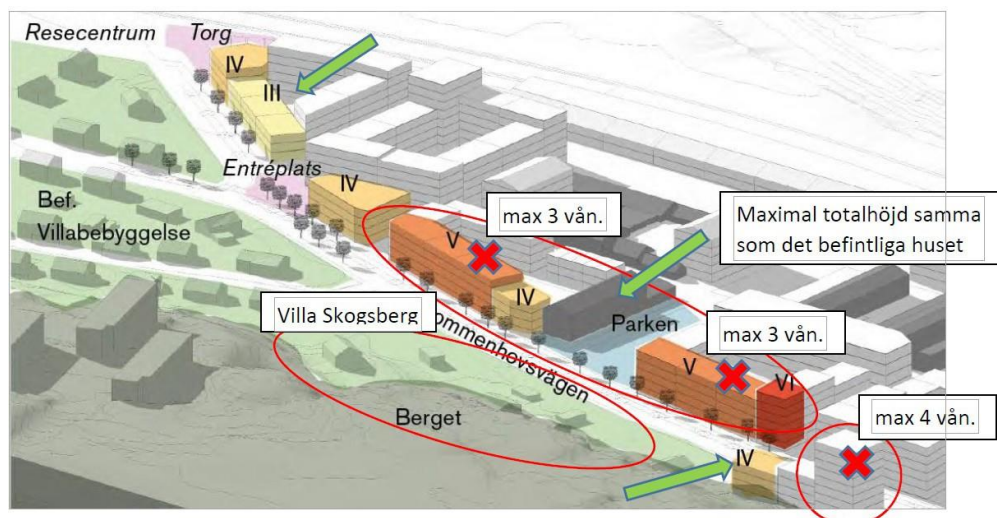 Resecentrum
Torg
IV
III
Entréplats
IV
Bef.
Villabebyggelse
max 3 vån.
Maximal totalhöjd samma
som det befintliga huset
V
IV
Villa Skogsberg
Parken
max 3 vån.
ommenhovsvägen
V
VI
Berget
max 4 vån.
IV